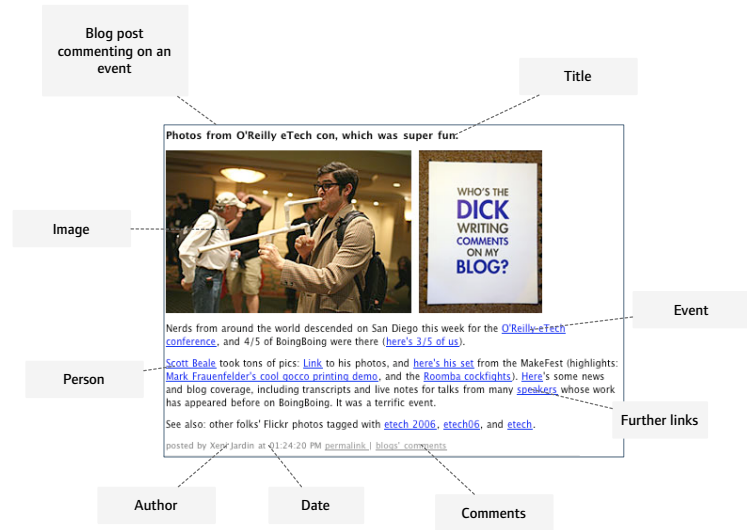 Blog post
commenting on an
event
Title
Photos from O'Reilly eTech con, which was super fun.
WHO'S THE
DICK
WRITING
COMMENTS
ON MY
BLOG?
Image
Event
Nerds from around the world descended on San Diego this week for the O'Reilly eTech
conference, and 4/5 of BoingBoing were there (here's 3/5 of us).
Person
Scott Beale took tons of pics: Link to his photos, and here's his set from the MakeFest (highlights:
Mark Frauenfelder's cool gocco printing demo, and the Roomba cockfights). Here's some news
and blog coverage, including transcripts and live notes for talks from many speakers whose work
has appeared before on BoingBoing. It was a terrific event.
Further links
See also: other folks' Flickr photos tagged with etech 2006, etech06, and etech.
posted by Xeni Jardin at 01:24:20 PM permalink | blogs' comments
Author
Date
Comments